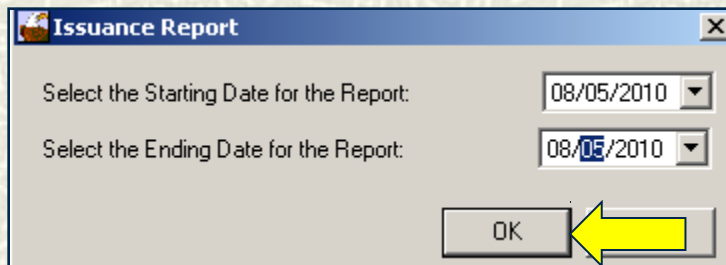 Issuance Report
Select the Starting Date for the Report: 08/05/2010
Select the Ending Date for the Report: 08/05/2010
OK